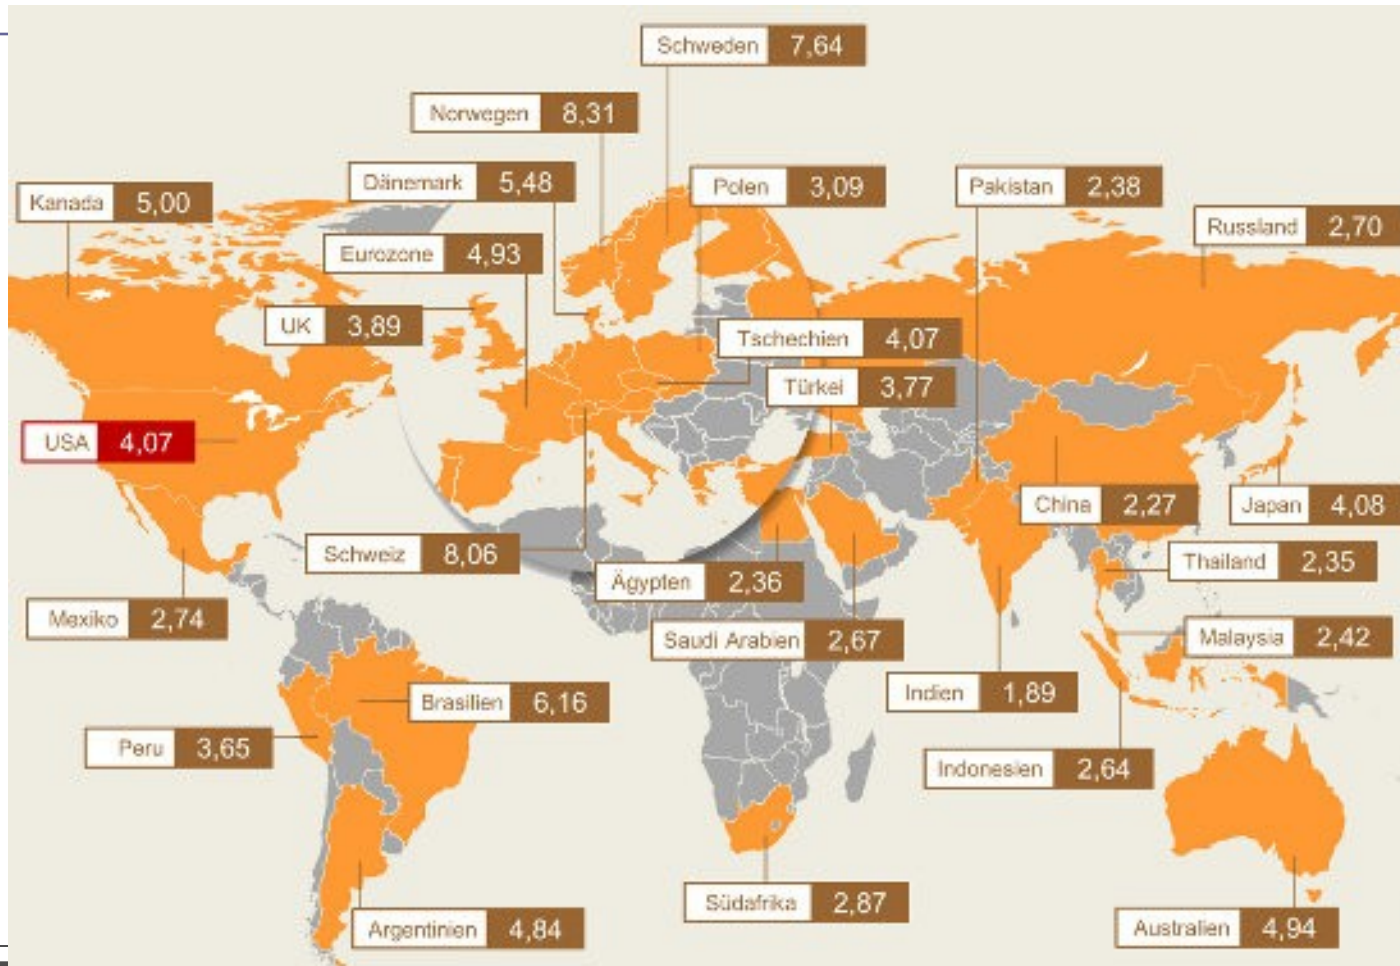 Schweden 7,64
Norwegen 8,31
Dänemark 5,48
Polen 3,09
Pakistan 2,38
Kanada 5,00
Russland 2,70
Eurozone 4,93
UK 3,89
Tschechien 4,07
Türkei 3,77
USA 4,07
China 2,27
Japan 4,08
Schweiz 8,06
Thailand 2,35
Ägypten 2,36
Mexiko 2,74
Saudi Arabien 2,67
Malaysia 2,42
Indien 1,89
Brasilien 6,16
Peru 3,65
Indonesien 2,64
Südafrika 2,87
Argentinien 4,84
Australien 4,94